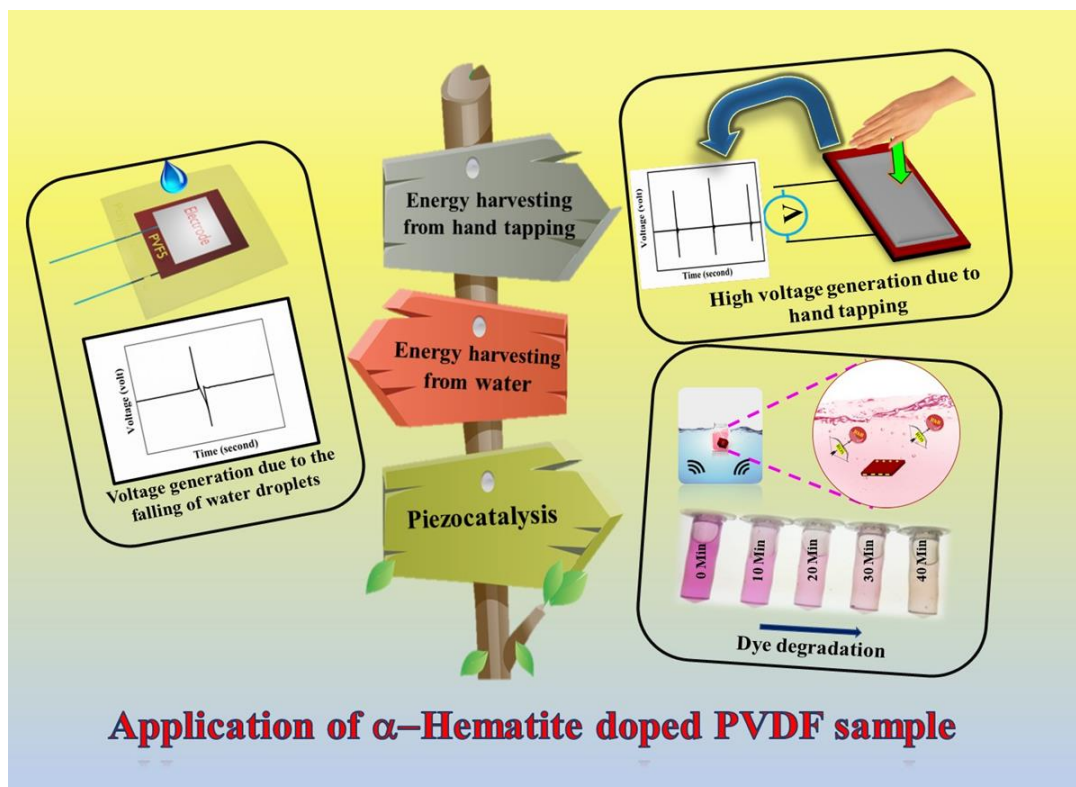 Electrode
PVFS
Voltage (volt)
Time (second)
Voltage generation due to the
falling of water droplets
Energy harvesting
from hand tapping
Energy harvesting
from water
Piezocatalysis
Voltage (volt)
Time (second)
V
High voltage generation due to
hand tapping
0 Min
10 Min
20 Min
30 Min
40 Min
Dye degradation
Application of α–Hematite doped PVDF sample